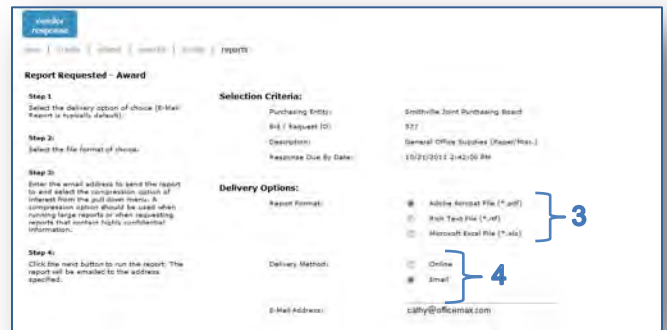 vendor
response
reports
Report Requested - Award
Step 1
Select the delivery option of choice (E-Mail
Report is typically default).
Step 2:
Select the file format of choice.
Step 3:
Enter the email address to send the report
to and select the compression option of
interest from the pull down menu. A
compression option should be used when
running large reports or when requesting
reports that contain highly confidential
information.
Step 4:
Click the next button to run the report. The
report will be emailed to the address
specified.
Selection Criteria:
Purchasing Entity: Smithville Joint Purchasing Board
Bid / Request ID: 527
Description: General Office Supplies (Paper/Misc.)
Response Due By Date: 10/21/2011 2:42:00 PM
Delivery Options:
Report Format: Adobe Acrobat File (*.pdf)
Rich Text File (*.rtf)
Microsoft Excel File (*.xls)
3
Delivery Method: Online
Email
4
E-Mail Address: cathy@officemax.com